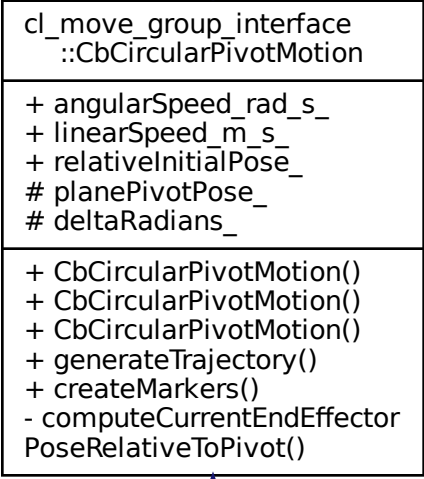 cl_move_group_interface
::CbCircularPivotMotion
+ angularSpeed_rad_s_
+ linearSpeed_m_s_
+ relativeInitialPose_
# planePivotPose_
# deltaRadians_
+ CbCircularPivotMotion()
+ CbCircularPivotMotion()
+ CbCircularPivotMotion()
+ generateTrajectory()
+ createMarkers()
- computeCurrentEndEffector
PoseRelativeToPivot()